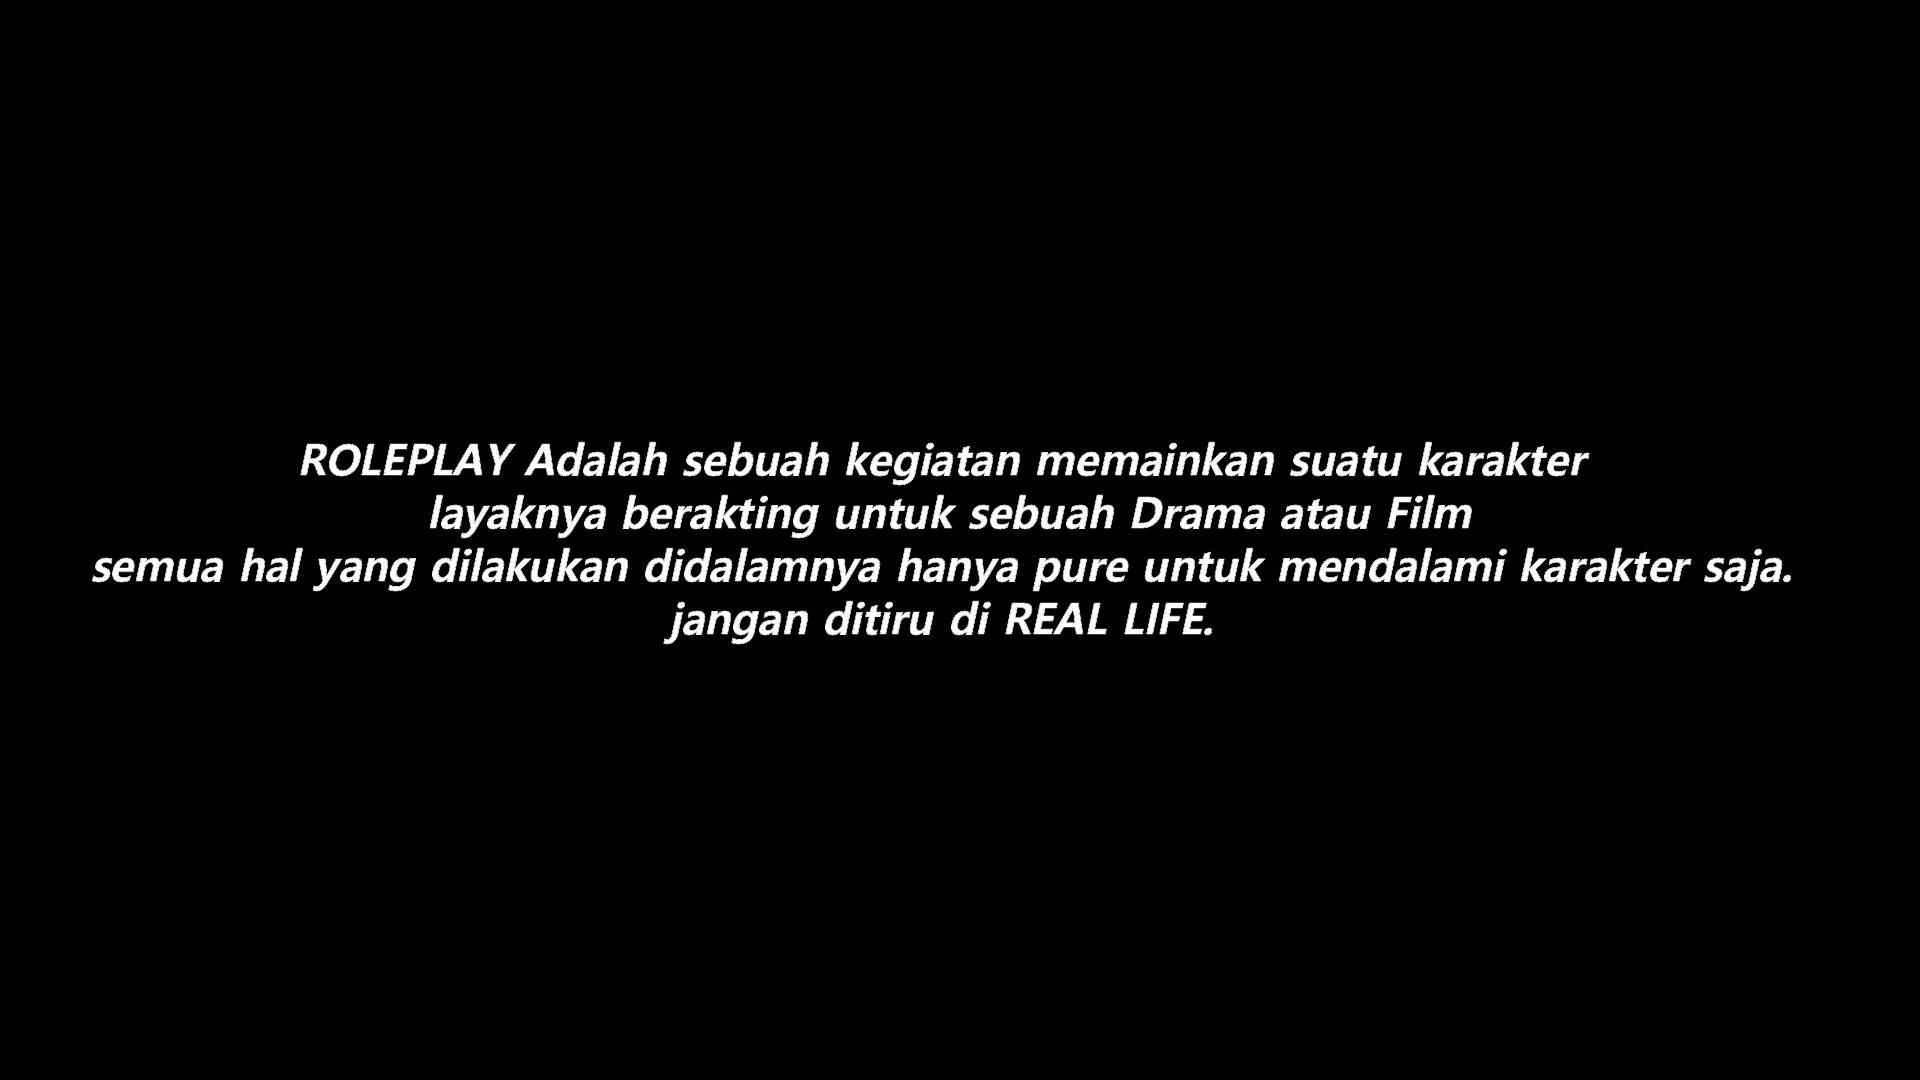 ROLEPLAY Adalah sebuah kegiatan memainkan suatu karakter
layaknya berakting untuk sebuah Drama atau Film
semua hal yang dilakukan didalamnya hanya pure untuk mendalami karakter saja.
jangan ditiru di REAL LIFE.